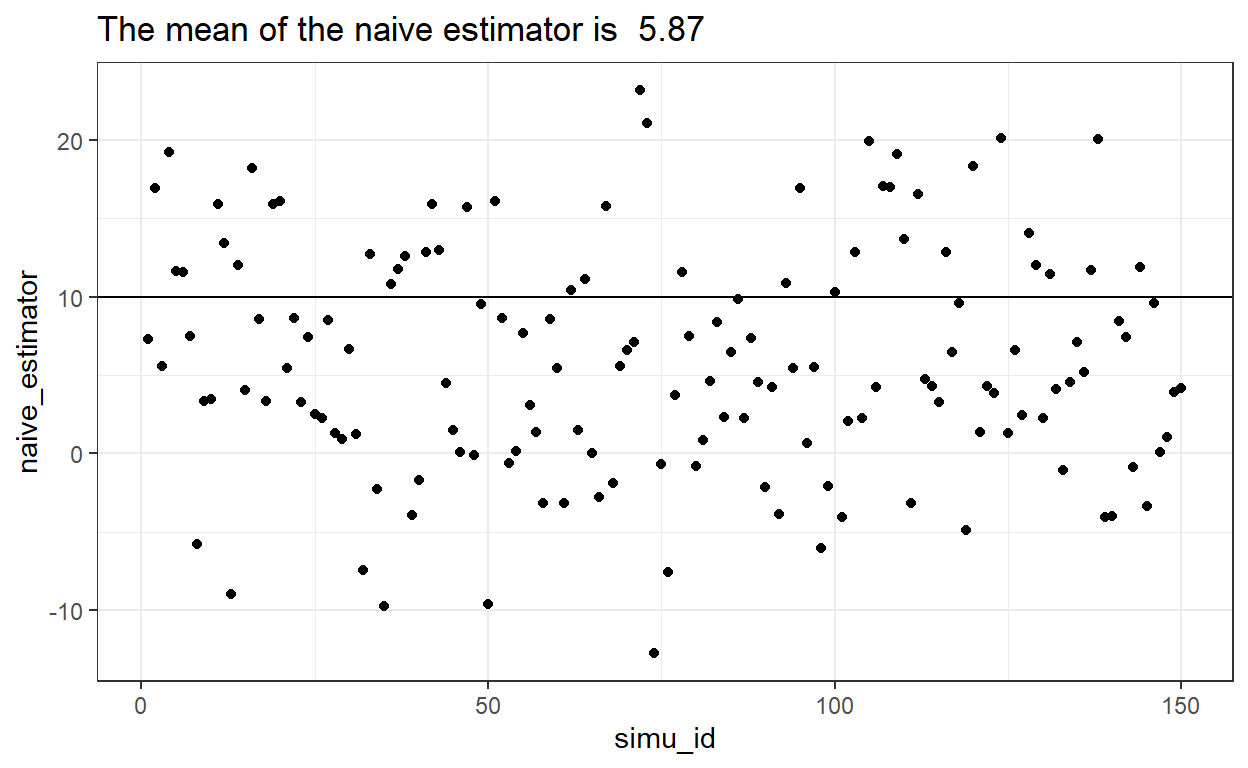 The mean of the naive estimator is  5.87
20
10
0
-10
naive_estimator
0 50 100 150
simu_id